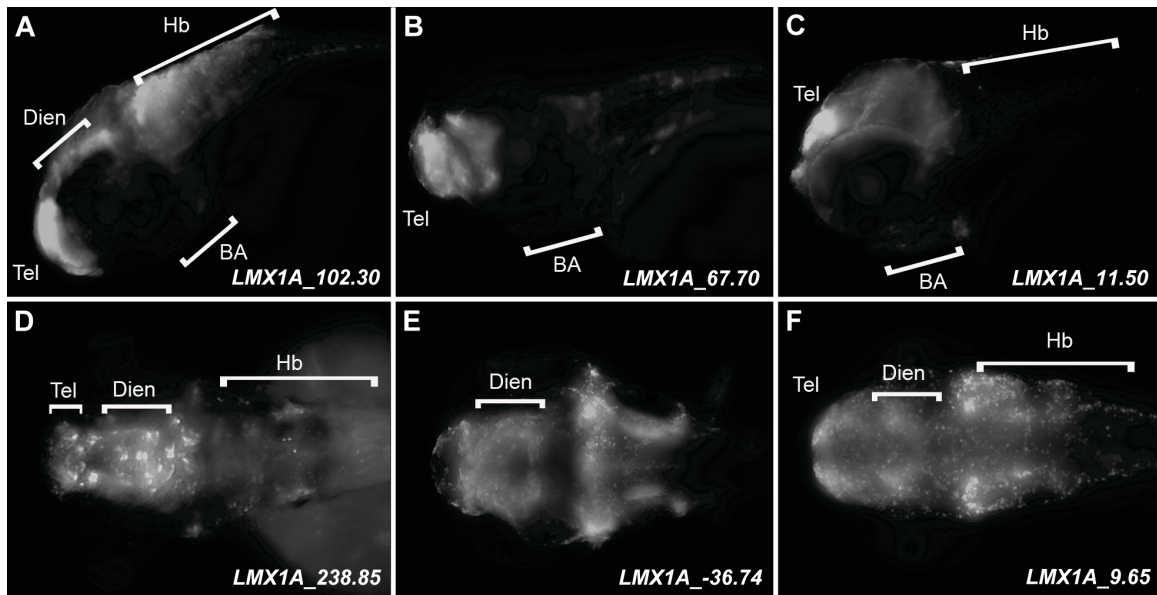 A
Hb
Dien
Tel
BA
LMX1A_102.30
B
Tel
BA
LMX1A_67.70
C
Hb
Tel
BA
LMX1A_11.50
D
Tel
Dien
Hb
LMX1A_238.85
E
Dien
LMX1A_-36.74
F
Hb
Tel
Dien
LMX1A_9.65